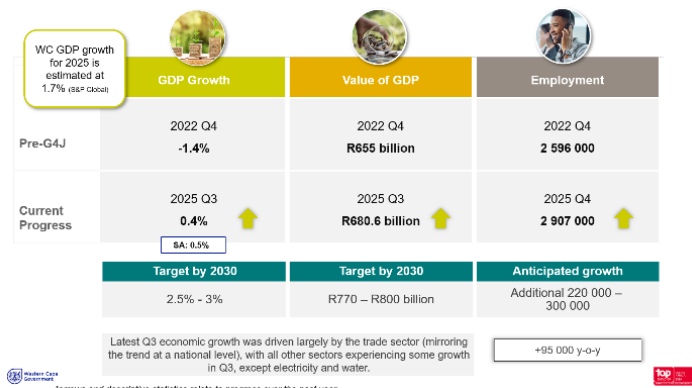 WC GDP growth
for 2025 is
estimated at
1.7% (S&P Global)
GDP Growth
Value of GDP
Employment
Pre-G4J
2022 Q4
-1.4%
2022 Q4
R655 billion
2022 Q4
2 596 000
Current
Progress
2025 Q3
0.4%
SA: 0.5%
2025 Q3
R680.6 billion
2025 Q4
2 907 000
Target by 2030
2.5% - 3%
Target by 2030
R770 – R800 billion
Anticipated growth
Additional 220 000 –
300 000
Latest Q3 economic growth was driven largely by the trade sector (mirroring
the trend at a national level), with all other sectors experiencing some growth
in Q3, except electricity and water.
+95 000 y-o-y
Western Cape
Government
top